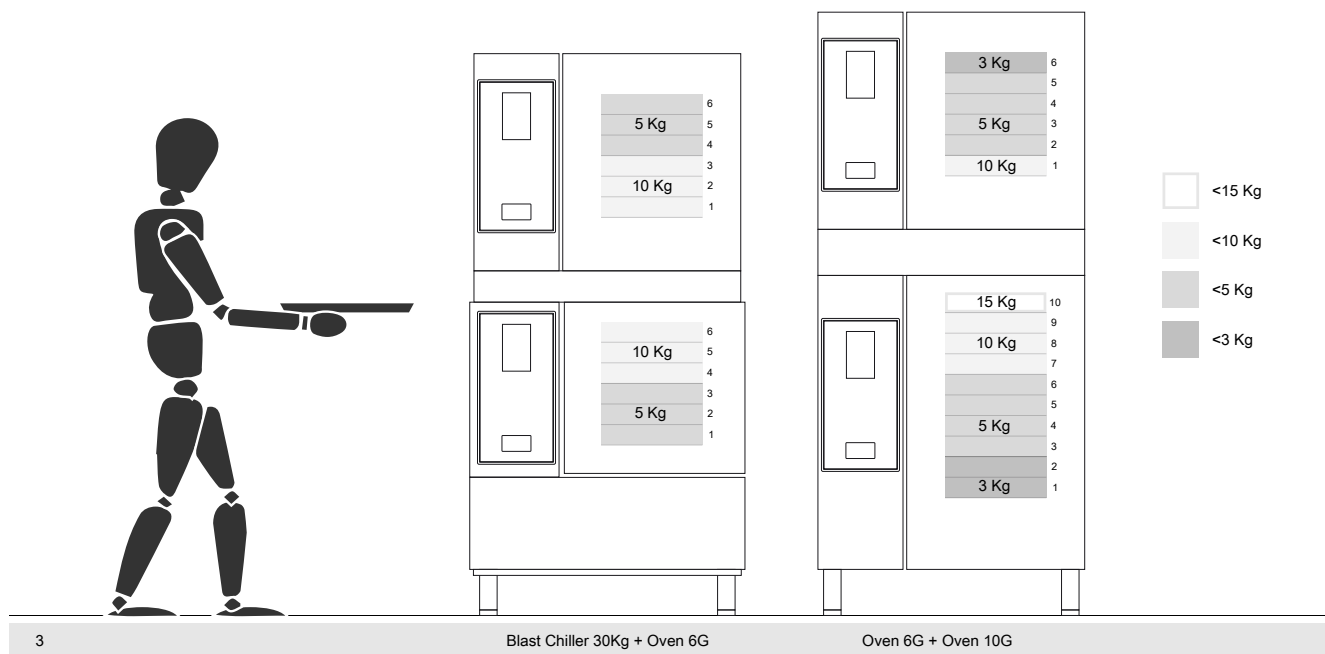 6
5 Kg 5
4
3
10 Kg 2
1
6
10 Kg 5
4
3
5 Kg 2
1
3 Kg 6
5
4
5 Kg 3
2
10 Kg 1
15 Kg 10
9
10 Kg 8
7
6
5
5 Kg 4
3
2
3 Kg 1
<15 Kg
<10 Kg
<5 Kg
<3 Kg
3 Blast Chiller 30Kg + Oven 6G Oven 6G + Oven 10G